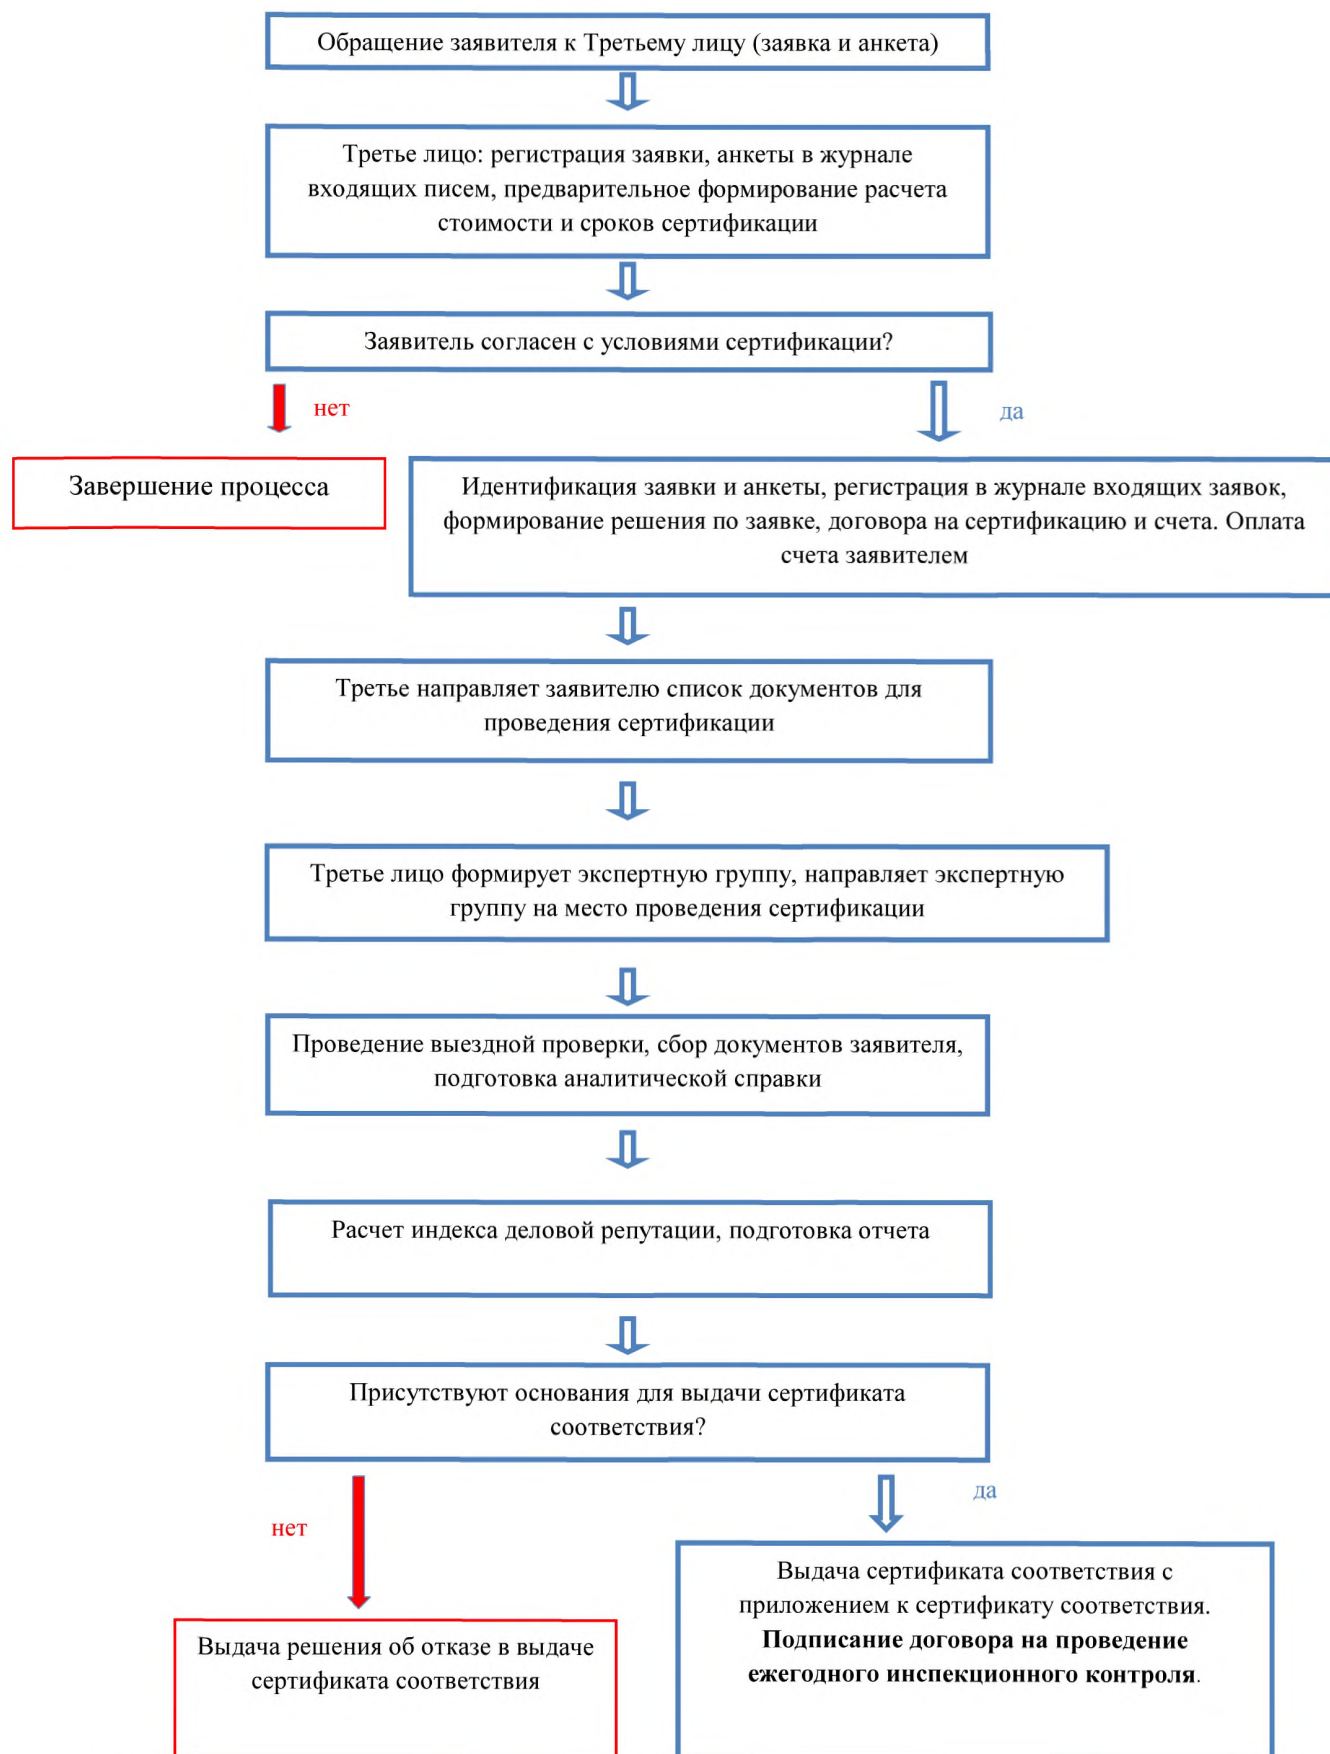 Обращение заявителя к Третьему лицу (заявка и анкета)
Третье лицо: регистрация заявки, анкеты в журнале
входящих писем, предварительное формирование расчета
стоимости и сроков сертификации
Заявитель согласен с условиями сертификации?
нет
да
Завершение процесса
Идентификация заявки и анкеты, регистрация в журнале входящих заявок,
формирование решения по заявке, договора на сертификацию и счета. Оплата
счета заявителем
Третье направляет заявителю список документов для
проведения сертификации
Третье лицо формирует экспертную группу, направляет экспертную
группу на место проведения сертификации
Проведение выездной проверки, сбор документов заявителя,
подготовка аналитической справки
Расчет индекса деловой репутации, подготовка отчета
Присутствуют основания для выдачи сертификата
соответствия?
нет
да
Выдача решения об отказе в выдаче
сертификата соответствия
Выдача сертификата соответствия с
приложением к сертификату соответствия.
Подписание договора на проведение
ежегодного инспекционного контроля.